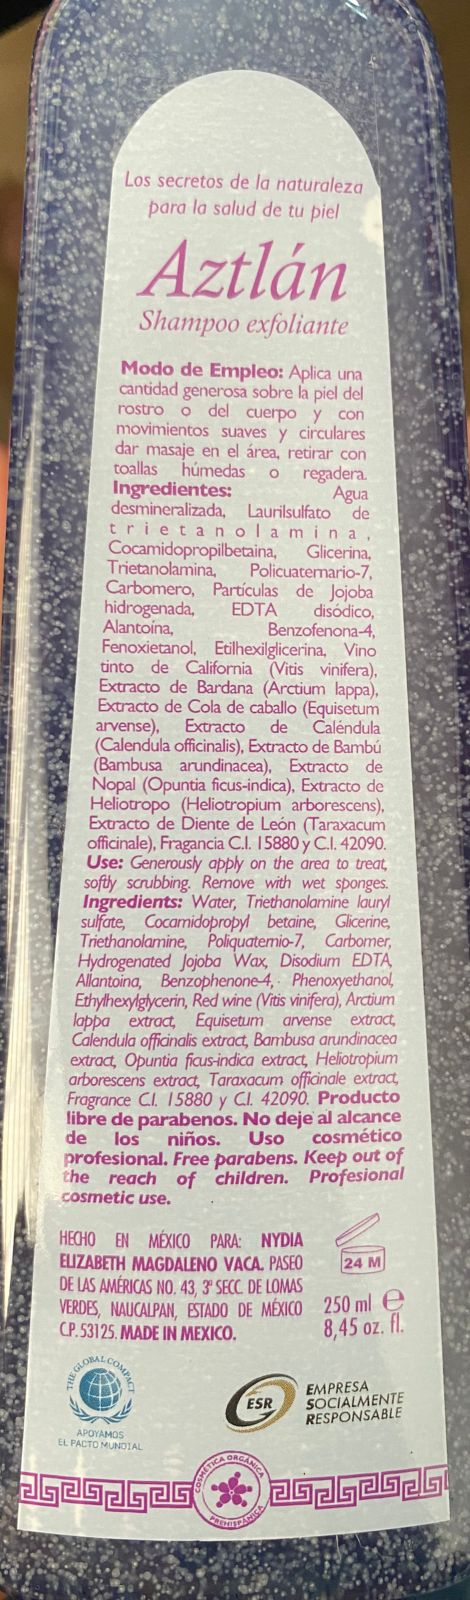 Los secretos de la naturaleza
para la salud de tu piel
Aztlán
Shampoo exfoliante
Modo de Empleo: Aplica una
cantidad generosa sobre la piel del
rostro o del cuerpo y con
movimientos suaves y circulares
dar masaje en el área, retirar con
toallas húmedas o regadera.
Ingredientes: Agua
desmineralizada, Laurilsulfato de
trietanolamina,
Cocamidopropilbetaina, Glicerina,
Trietanolamina, Policuaternario-7,
Carbomero, Partículas de Jojoba
hidrogenada, EDTA disódico,
Alantoína, Benzofenona-4,
Fenoxietanol, Etilhexilglicerina, Vino
tinto de California (Vitis vinifera),
Extracto de Bardana (Arctium lappa),
Extracto de Cola de caballo (Equisetum
arvense), Extracto de Caléndula
(Calendula officinalis), Extracto de Bambú
(Bambusa arundinacea), Extracto de
Nopal (Opuntia ficus-indica), Extracto de
Heliotropo (Heliotropium arborescens),
Extracto de Diente de León (Taraxacum
officinale), Fragancia C.I. 15880 y C.I. 42090.
Use: Generously apply on the area to treat,
softly scrubbing. Remove with wet sponges.
Ingredients: Water, Triethanolamine lauryl
sulfate, Cocamidopropyl betaine, Glicerine,
Triethanolamine, Poliquaternio-7, Carbomer,
Hydrogenated Jojoba Wax, Disodium EDTA,
Allantoina, Benzophenone-4, Phenoxyethanol,
Ethylhexylglycerin, Red wine (Vitis vinifera), Arctium
lappa extract, Equisetum arvense extract,
Calendula officinalis extract, Bambusa arundinacea
extract, Opuntia ficus-indica extract, Heliotropium
arborescens extract, Taraxacum officinale extract,
Fragrance C.I. 15880 y C.I. 42090. Producto
libre de parabenos. No deje al alcance
de los niños. Uso cosmético
profesional. Free parabens. Keep out of
the reach of children. Profesional
cosmetic use.
HECHO EN MÉXICO PARA: NYDIA
ELIZABETH MAGDALENO VACA. PASEO
DE LAS AMÉRICAS NO. 43, 3ª SECC. DE LOMAS
VERDES, NAUCALPAN, ESTADO DE MÉXICO
C.P. 53125. MADE IN MEXICO.
24 M
250 ml e
8,45 oz. fl.
THE GLOBAL COMPACT
APOYAMOS
EL PACTO MUNDIAL
ESR
EMPRESA
SOCIALMENTE
RESPONSABLE
COSMÉTICA ORGÁNICA
PREHISPÁNICA